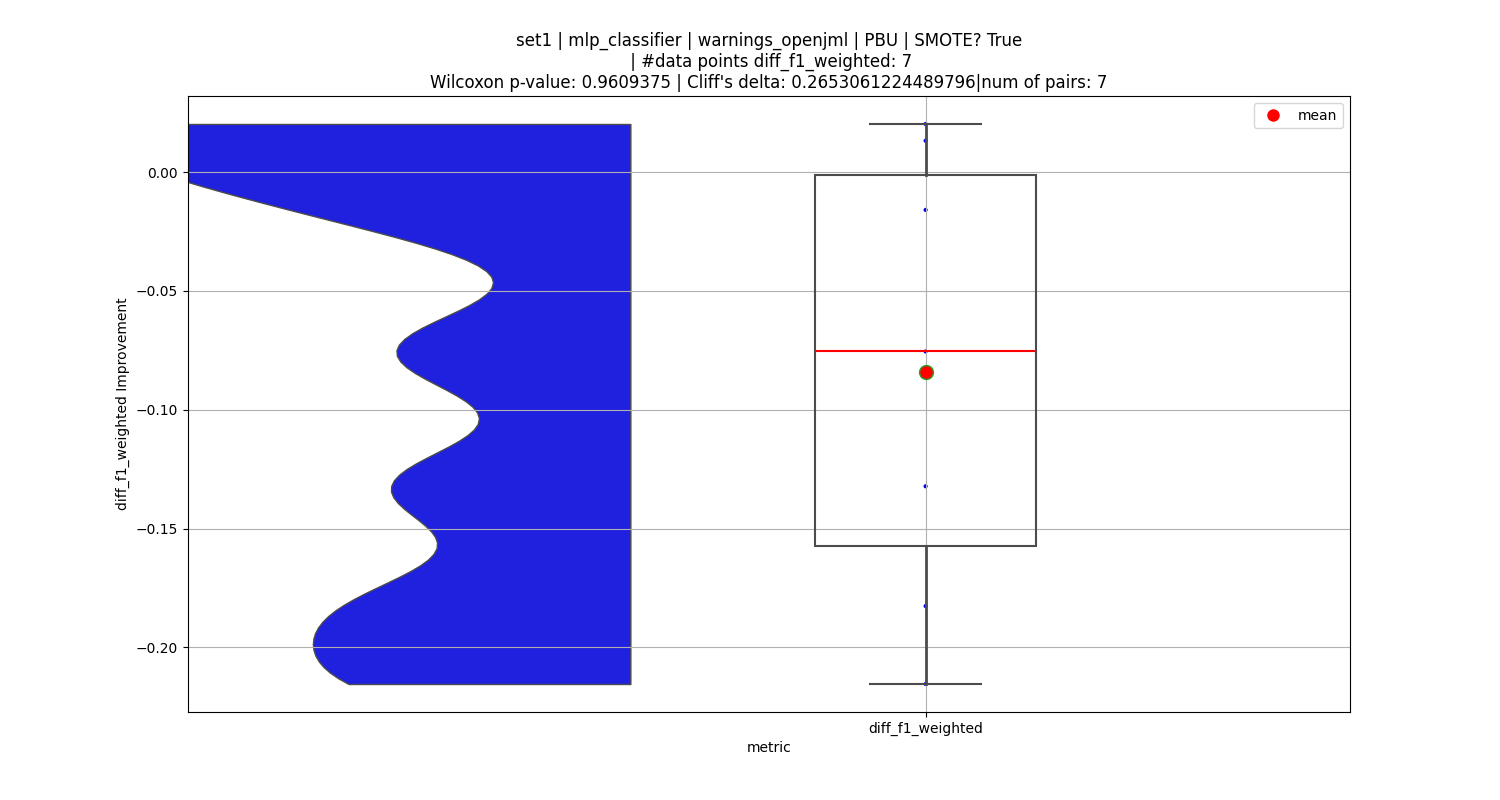 set1 | mlp_classifier | warnings_openjml | PBU | SMOTE? True
| #data points diff_f1_weighted: 7
Wilcoxon p-value: 0.9609375 | Cliff's delta: 0.2653061224489796|num of pairs: 7
mean
0.00
−0.05
−0.10
−0.15
−0.20
diff_f1_weighted Improvement
diff_f1_weighted
metric